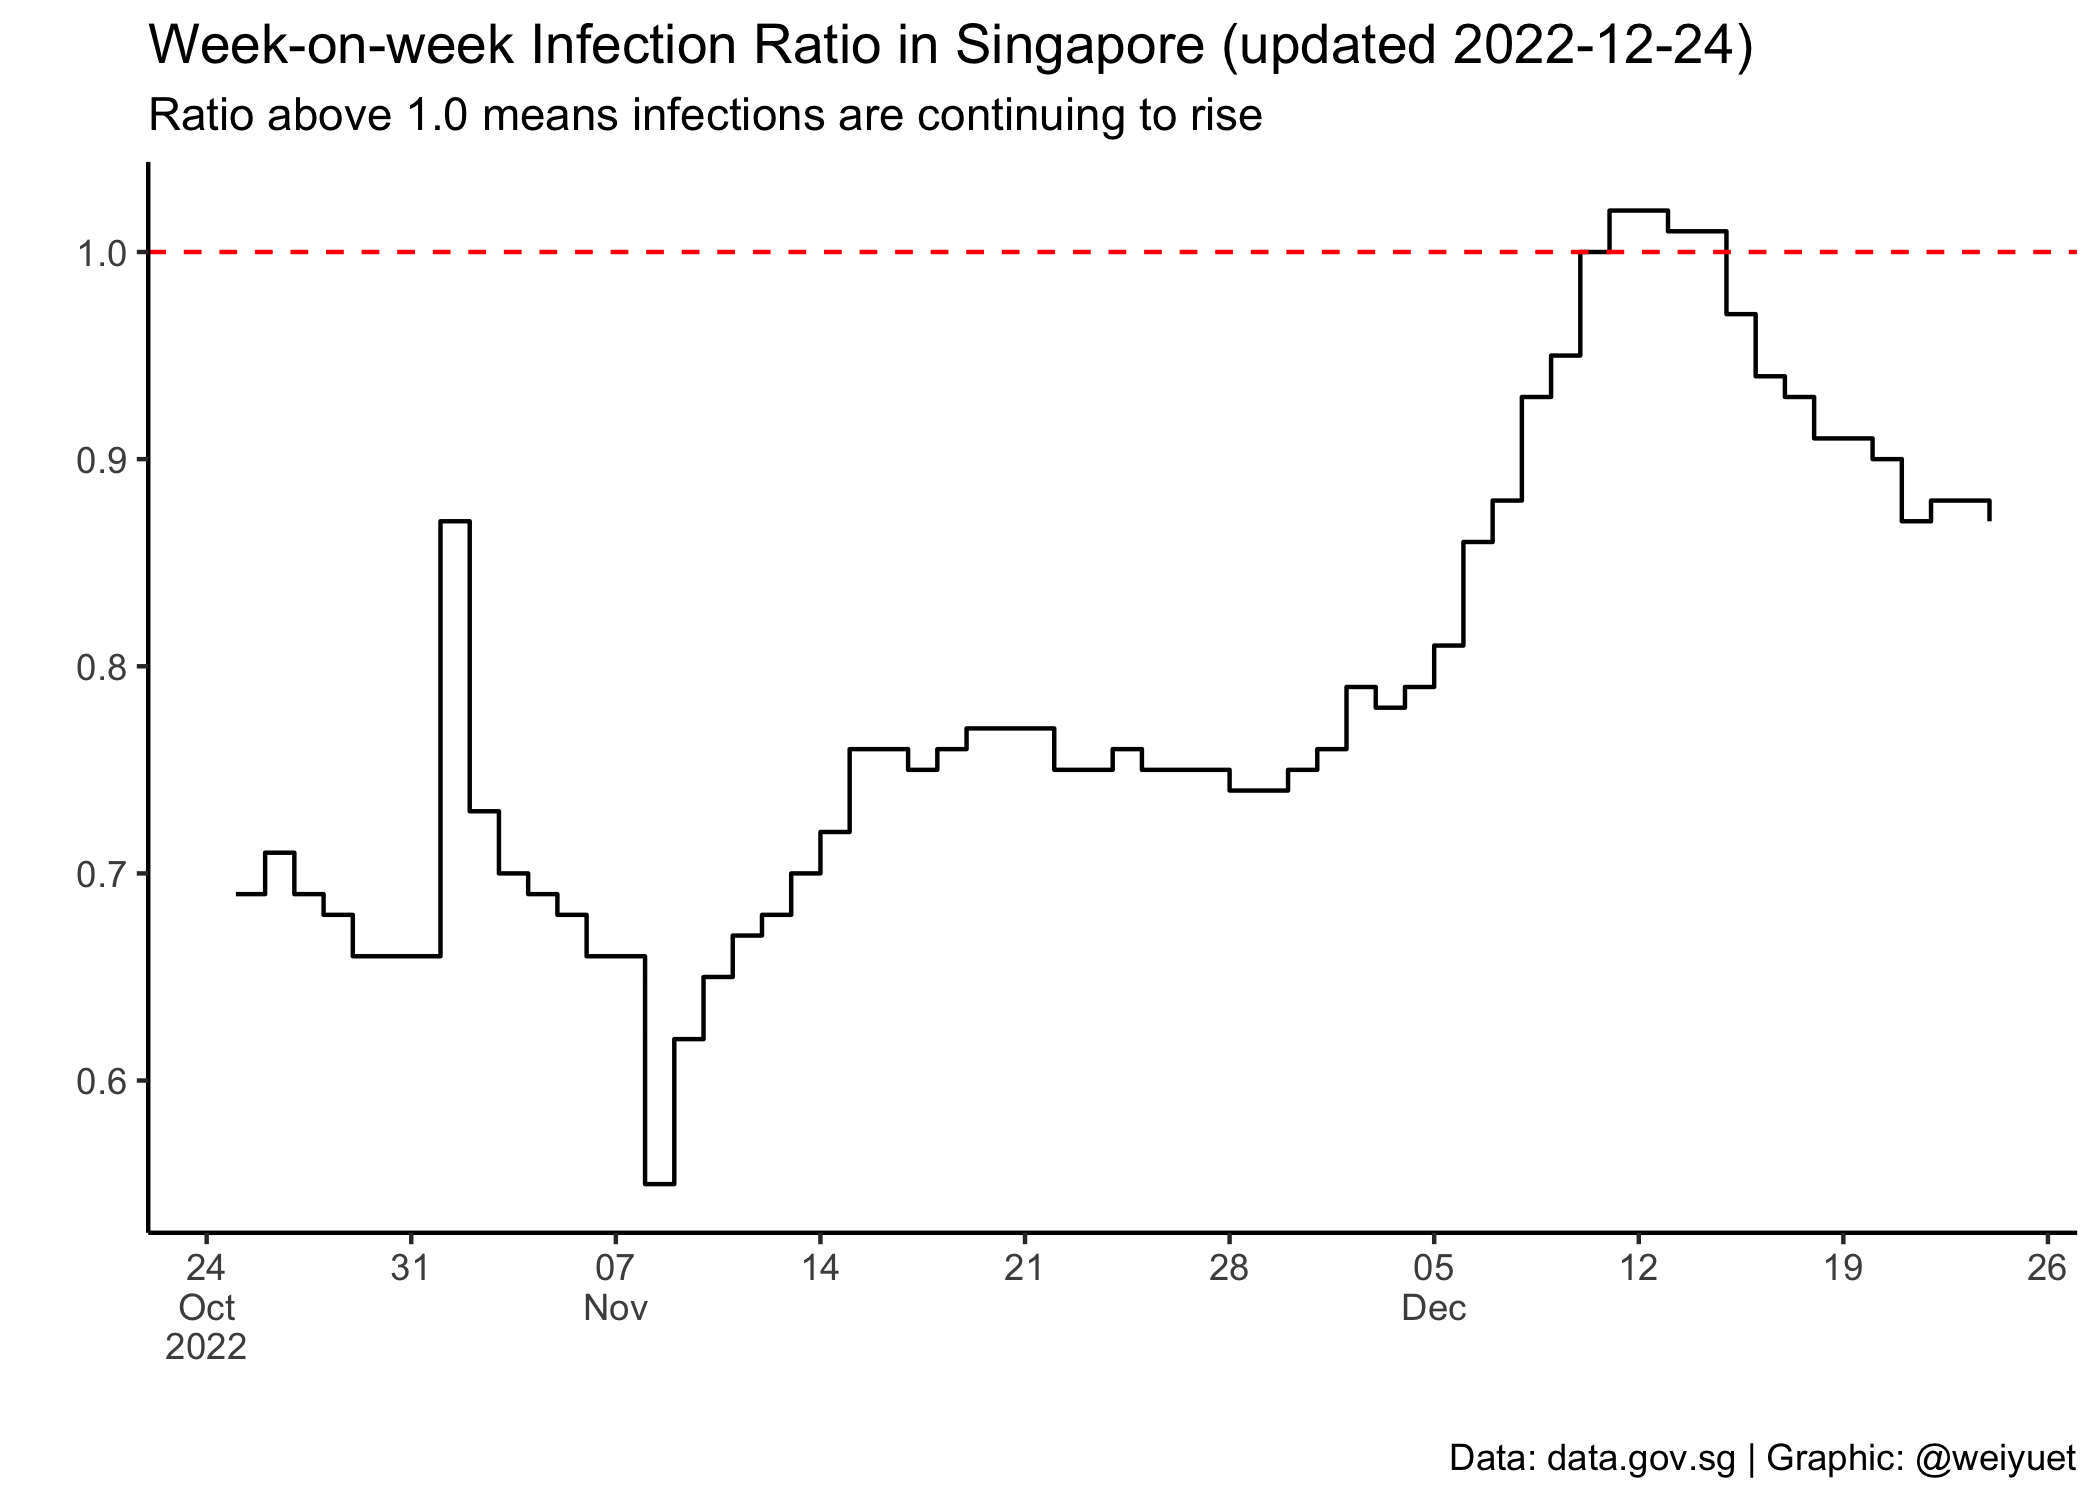 Week-on-week Infection Ratio in Singapore (updated 2022-12-24)
Ratio above 1.0 means infections are continuing to rise
1.0
0.9
0.8
0.7
0.6
24 31 07 14 21 28 05 12 19 26
Oct Nov Dec
2022
Data: data.gov.sg | Graphic: @weiyuet